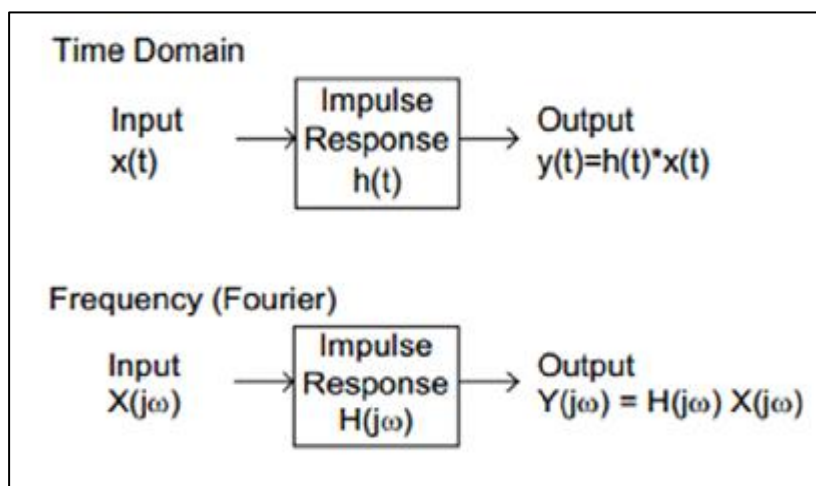 Time Domain
Input
x(t)
Impulse
Response
h(t)
Output
y(t)=h(t)*x(t)
Frequency (Fourier)
Input
X(jω)
Impulse
Response
H(jω)
Output
Y(jω) = H(jω) X(jω)